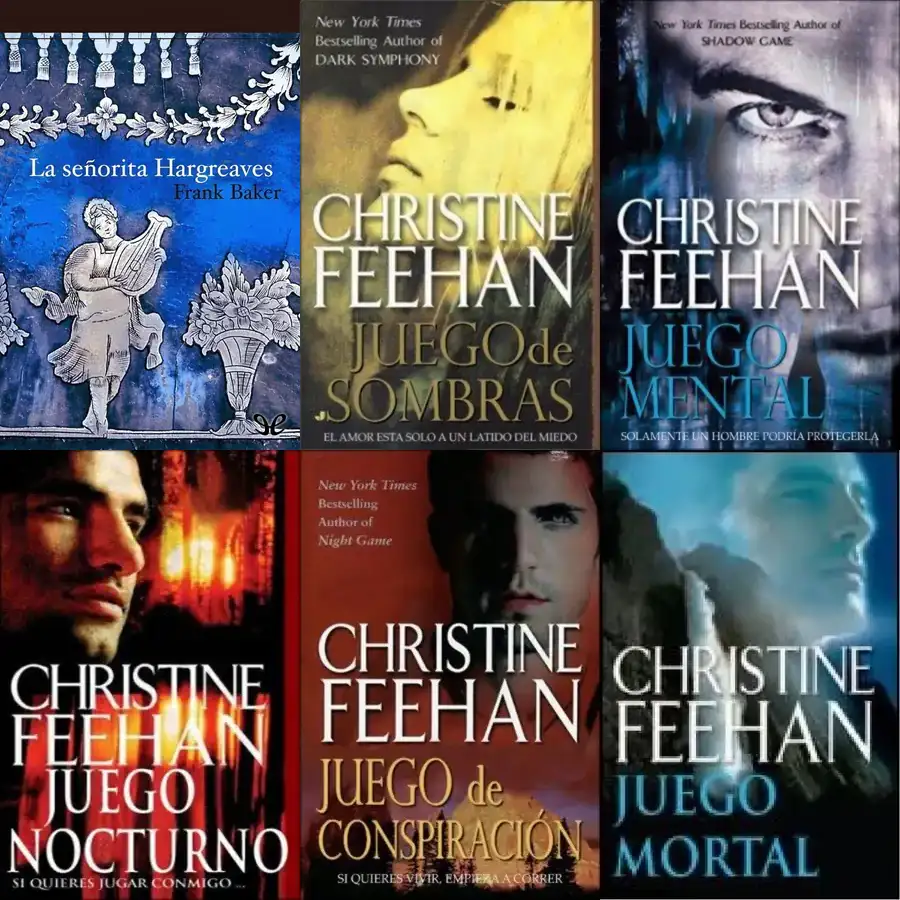 La señorita Hargreaves
Frank Baker
New York Times
Bestselling Author of
DARK SYMPHONY
CHRISTINE
FEEHAN
JUEGO de
SOMBRAS
EL AMOR ESTA SOLO A UN LATIDO DEL MIEDO
New York Times Bestselling Author of
SHADOW GAME
CHRISTINE
FEEHAN
JUEGO
MENTAL
SOLAMENTE UN HOMBRE PODRÍA PROTEGERLA
CHRISTINE
FEEHAN
JUEGO
NOCTURNO
SI QUIERES JUGAR CONMIGO ...
New York Times
Bestselling
Author of
Night Game
CHRISTINE
FEEHAN
JUEGO de
CONSPIRACIÓN
SI QUIERES VIVIR, EMPIEZA A CORRER
CHRISTINE
FEEHAN
JUEGO
MORTAL